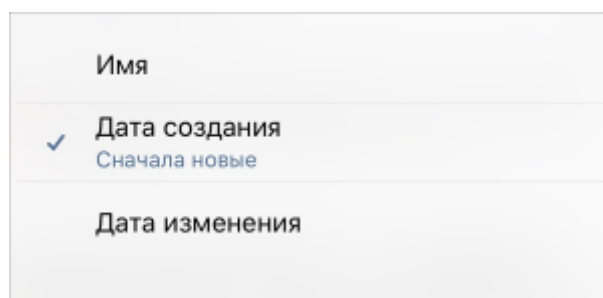 Имя
Дата создания
Сначала новые
Дата изменения